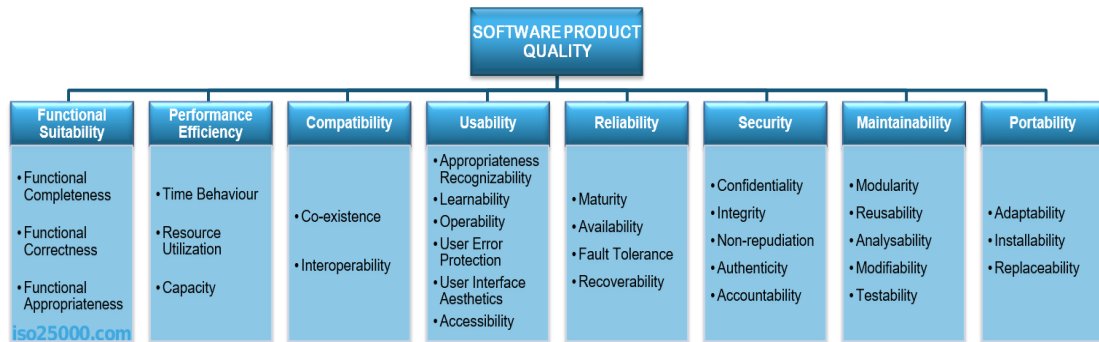 SOFTWARE PRODUCT
QUALITY
Functional
Suitability
• Functional
Completeness
• Functional
Correctness
• Functional
Appropriateness
Performance
Efficiency
• Time Behaviour
• Resource
Utilization
• Capacity
Compatibility
• Co-existence
• Interoperability
Usability
• Appropriateness
Recognizability
• Learnability
• Operability
• User Error
Protection
• User Interface
Aesthetics
• Accessibility
Reliability
• Maturity
• Availability
• Fault Tolerance
• Recoverability
Security
• Confidentiality
• Integrity
• Non-repudiation
• Authenticity
• Accountability
Maintainability
• Modularity
• Reusability
• Analysability
• Modifiability
• Testability
Portability
• Adaptability
• Installability
• Replaceability
iso25000.com